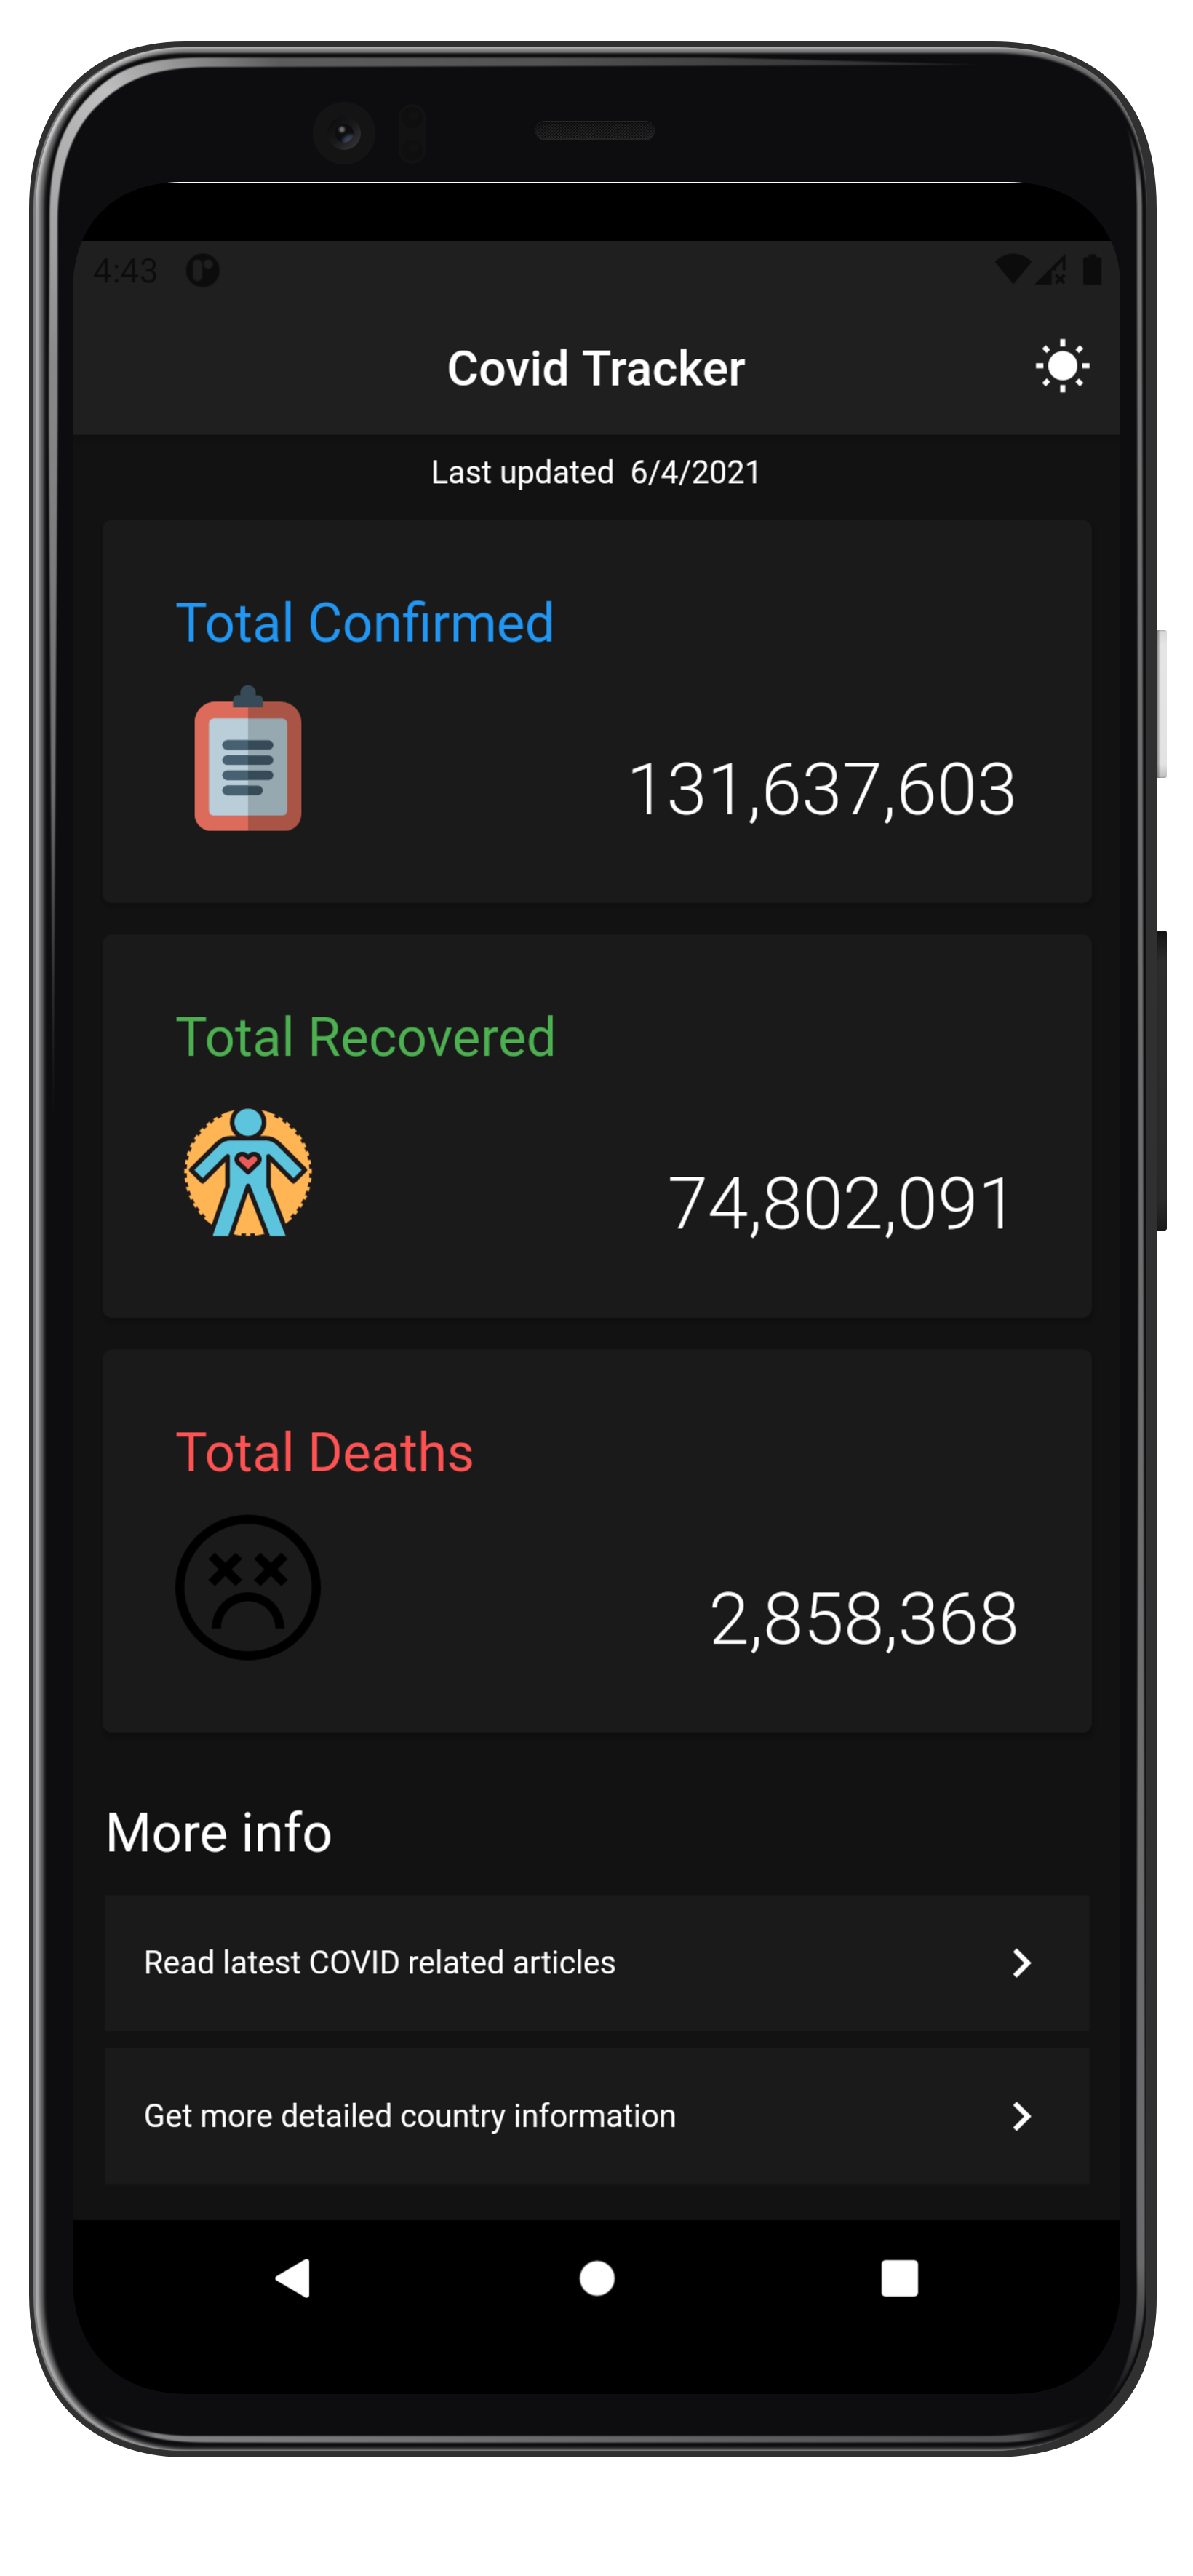 4:43
Covid Tracker
Last updated 6/4/2021
Total Confirmed
131,637,603
Total Recovered
74,802,091
Total Deaths
2,858,368
More info
Read latest COVID related articles
Get more detailed country information